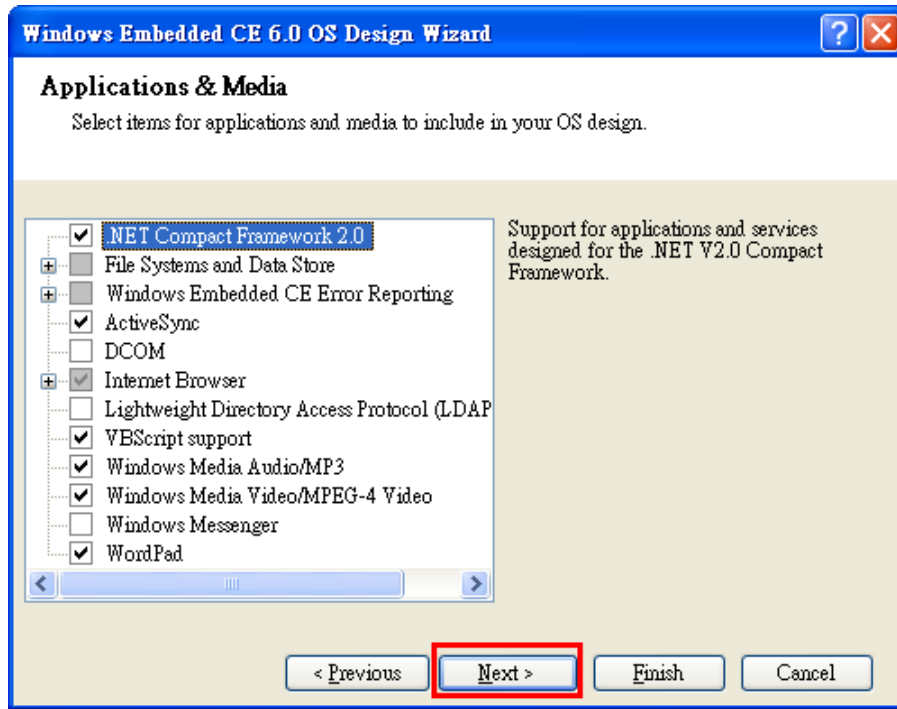 Windows Embedded CE 6.0 OS Design Wizard
Applications & Media
Select items for applications and media to include in your OS design.
.NET Compact Framework 2.0
File Systems and Data Store
Windows Embedded CE Error Reporting
ActiveSync
DCOM
Internet Browser
Lightweight Directory Access Protocol (LDAP
VBScript support
Windows Media Audio/MP3
Windows Media Video/MPEG-4 Video
Windows Messenger
WordPad
Support for applications and services
designed for the .NET V2.0 Compact
Framework.
< Previous
Next >
Finish
Cancel